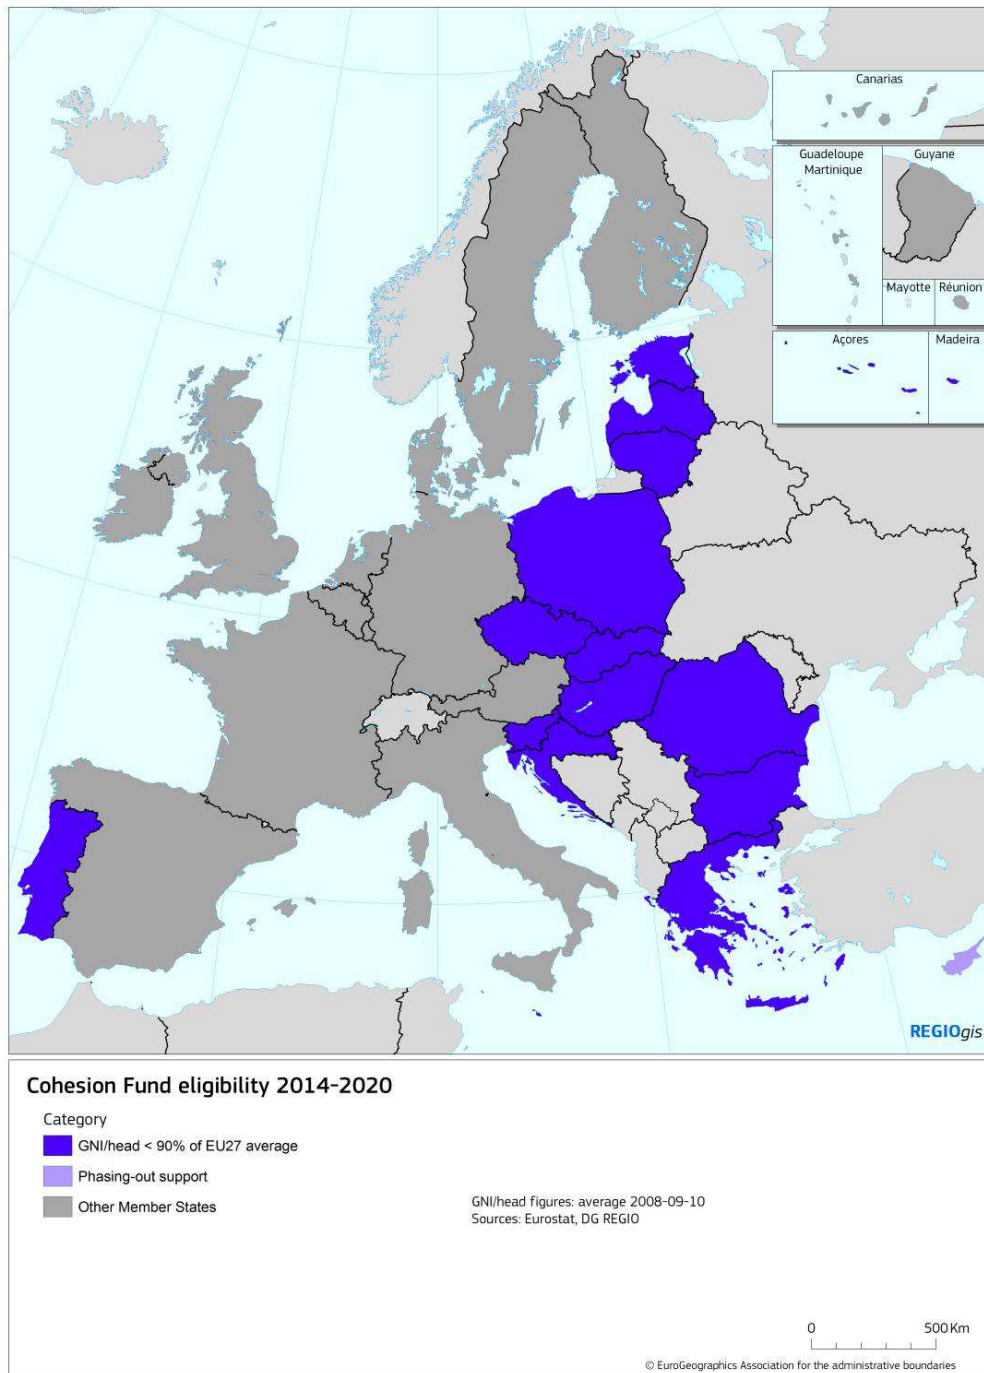 Canarias
Guadeloupe
Martinique
Guyane
Mayotte
Réunion
Açores
Madeira
REGIOgis
Cohesion Fund eligibility 2014-2020
Category
GNI/head < 90% of EU27 average
Phasing-out support
Other Member States
GNI/head figures: average 2008-09-10
Sources: Eurostat, DG REGIO
0 500 Km
© EuroGeographics Association for the administrative boundaries